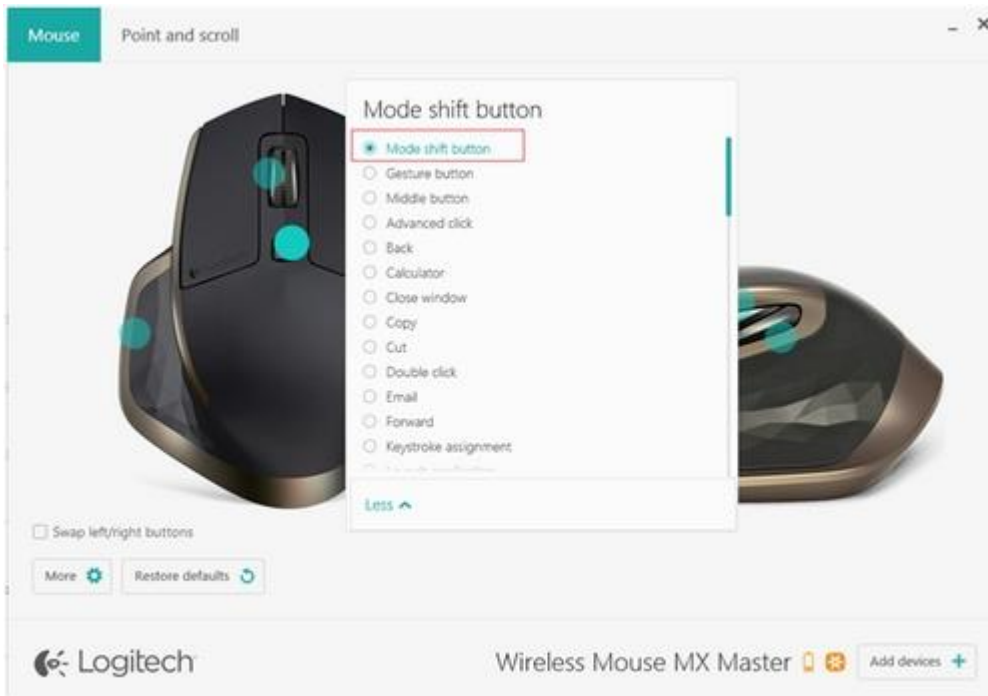 Mouse Point and scroll
Mode shift button
Mode shift button
Gesture button
Middle button
Advanced click
Back
Calculator
Close window
Copy
Cut
Double click
Email
Forward
Keystroke assignment
Less
Swap left/right buttons
More Restore defaults
Logitech Wireless Mouse MX Master Add devices +